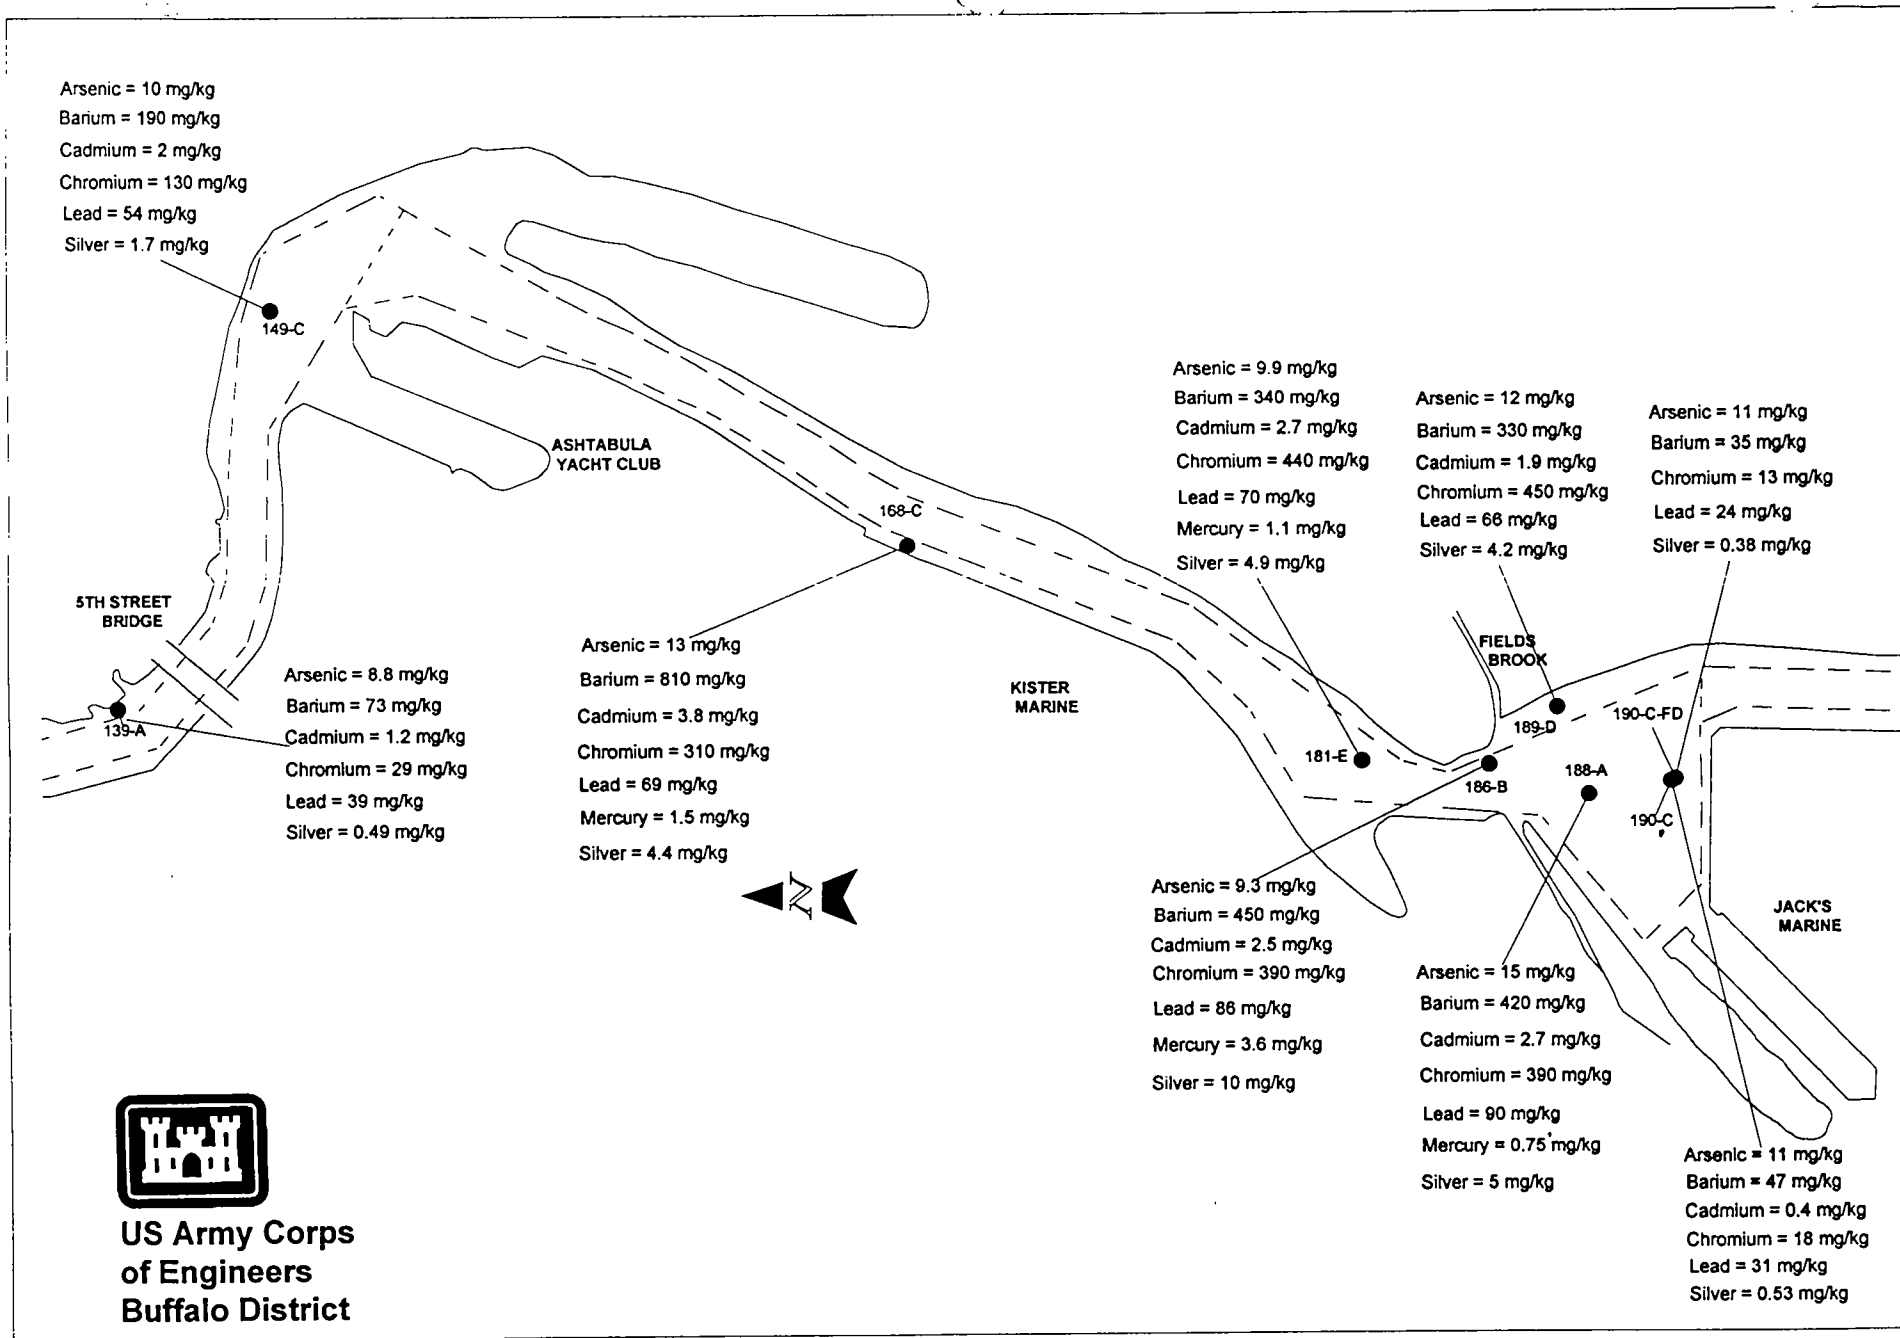 Arsenic = 10 mg/kg
Barium = 190 mg/kg
Cadmium = 2 mg/kg
Chromium = 130 mg/kg
Lead = 54 mg/kg
Silver = 1.7 mg/kg
149-C
ASHTABULA
YACHT CLUB
5TH STREET
BRIDGE
139-A
Arsenic = 8.8 mg/kg
Barium = 73 mg/kg
Cadmium = 1.2 mg/kg
Chromium = 29 mg/kg
Lead = 39 mg/kg
Silver = 0.49 mg/kg
168-C
Arsenic = 13 mg/kg
Barium = 810 mg/kg
Cadmium = 3.8 mg/kg
Chromium = 310 mg/kg
Lead = 69 mg/kg
Mercury = 1.5 mg/kg
Silver = 4.4 mg/kg
N
KISTER
MARINE
Arsenic = 9.9 mg/kg
Barium = 340 mg/kg
Cadmium = 2.7 mg/kg
Chromium = 440 mg/kg
Lead = 70 mg/kg
Mercury = 1.1 mg/kg
Silver = 4.9 mg/kg
181-E
Arsenic = 12 mg/kg
Barium = 330 mg/kg
Cadmium = 1.9 mg/kg
Chromium = 450 mg/kg
Lead = 66 mg/kg
Silver = 4.2 mg/kg
FIELDS
BROOK
189-D
Arsenic = 11 mg/kg
Barium = 35 mg/kg
Chromium = 13 mg/kg
Lead = 24 mg/kg
Silver = 0.38 mg/kg
190-C-FD
186-B
188-A
190-C
Arsenic = 9.3 mg/kg
Barium = 450 mg/kg
Cadmium = 2.5 mg/kg
Chromium = 390 mg/kg
Lead = 86 mg/kg
Mercury = 3.6 mg/kg
Silver = 10 mg/kg
Arsenic = 15 mg/kg
Barium = 420 mg/kg
Cadmium = 2.7 mg/kg
Chromium = 390 mg/kg
Lead = 90 mg/kg
Mercury = 0.75 mg/kg
Silver = 5 mg/kg
JACK'S
MARINE
Arsenic = 11 mg/kg
Barium = 47 mg/kg
Cadmium = 0.4 mg/kg
Chromium = 18 mg/kg
Lead = 31 mg/kg
Silver = 0.53 mg/kg
US Army Corps
of Engineers
Buffalo District